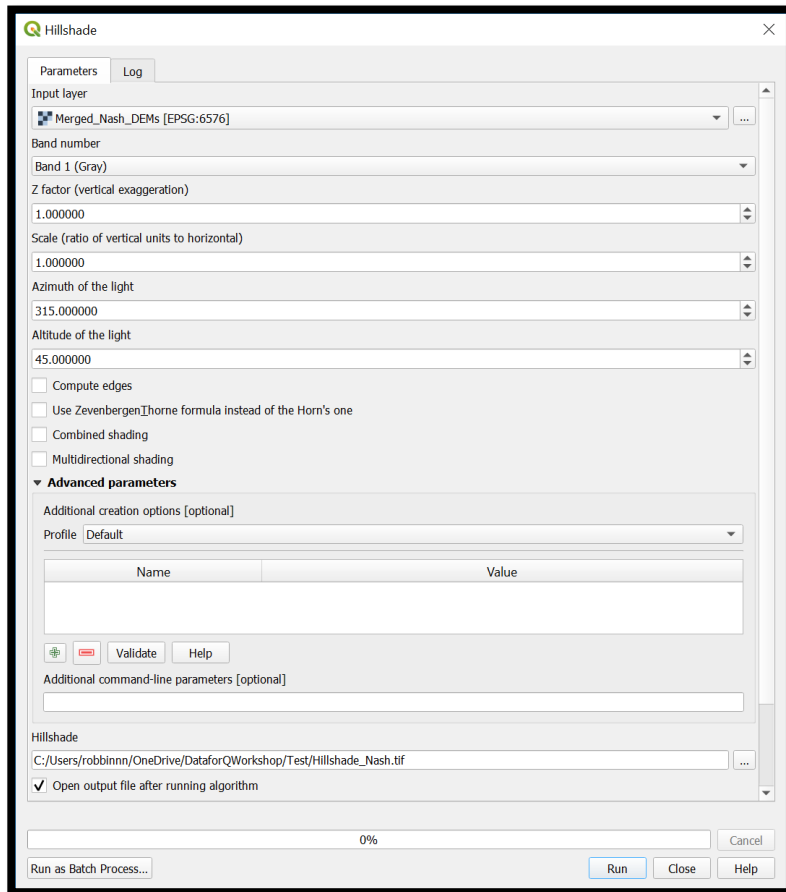 Hillshade
Parameters Log
Input layer
Merged_Nash_DEMs [EPSG:6576]
...
Band number
Band 1 (Gray)
Z factor (vertical exaggeration)
1.000000
Scale (ratio of vertical units to horizontal)
1.000000
Azimuth of the light
315.000000
Altitude of the light
45.000000
Compute edges
Use ZevenbergenThorne formula instead of the Horn's one
Combined shading
Multidirectional shading
Advanced parameters
Additional creation options [optional]
Profile Default
Name Value
Validate Help
Additional command-line parameters [optional]
Hillshade
C:/Users/robbinnn/OneDrive/DataforQWorkshop/Test/Hillshade_Nash.tif
...
Open output file after running algorithm
0% Cancel
Run as Batch Process... Run Close Help